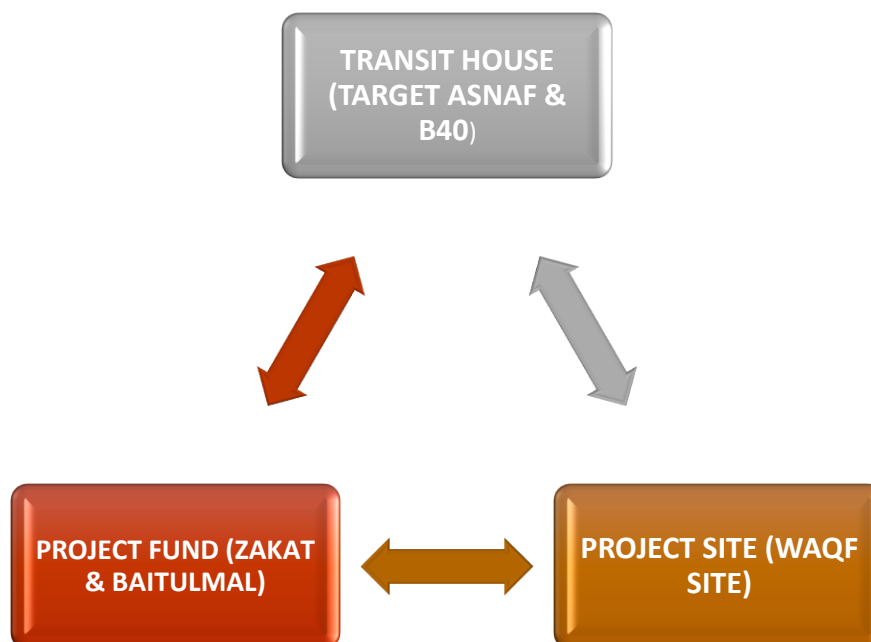 TRANSIT HOUSE
(TARGET ASNAF &
B40)
PROJECT FUND (ZAKAT
& BAITULMAL)
PROJECT SITE (WAQF
SITE)